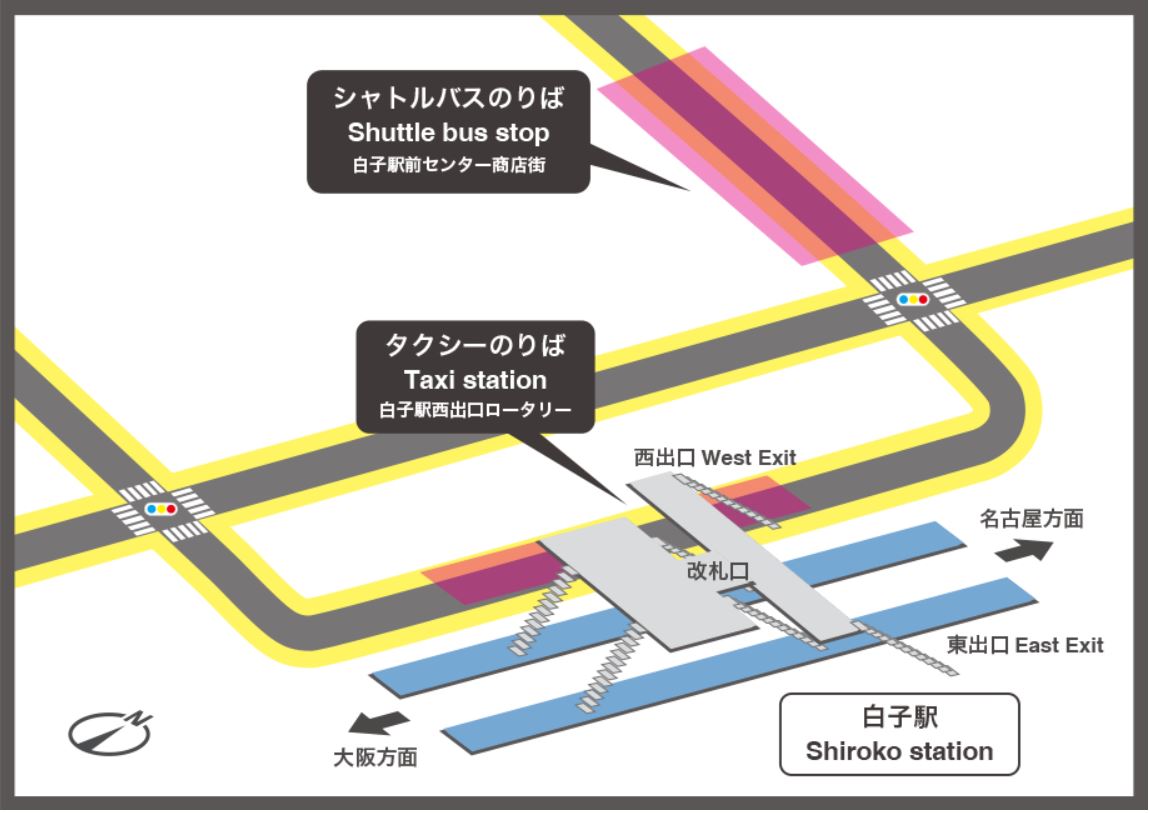 シャトルバスのりば
Shuttle bus stop
白子駅前センター商店街
タクシーのりば
Taxi station
白子駅西出口ロータリー
西出口 West Exit
名古屋方面
改札口
東出口 East Exit
白子駅
Shiroko station
大阪方面
N